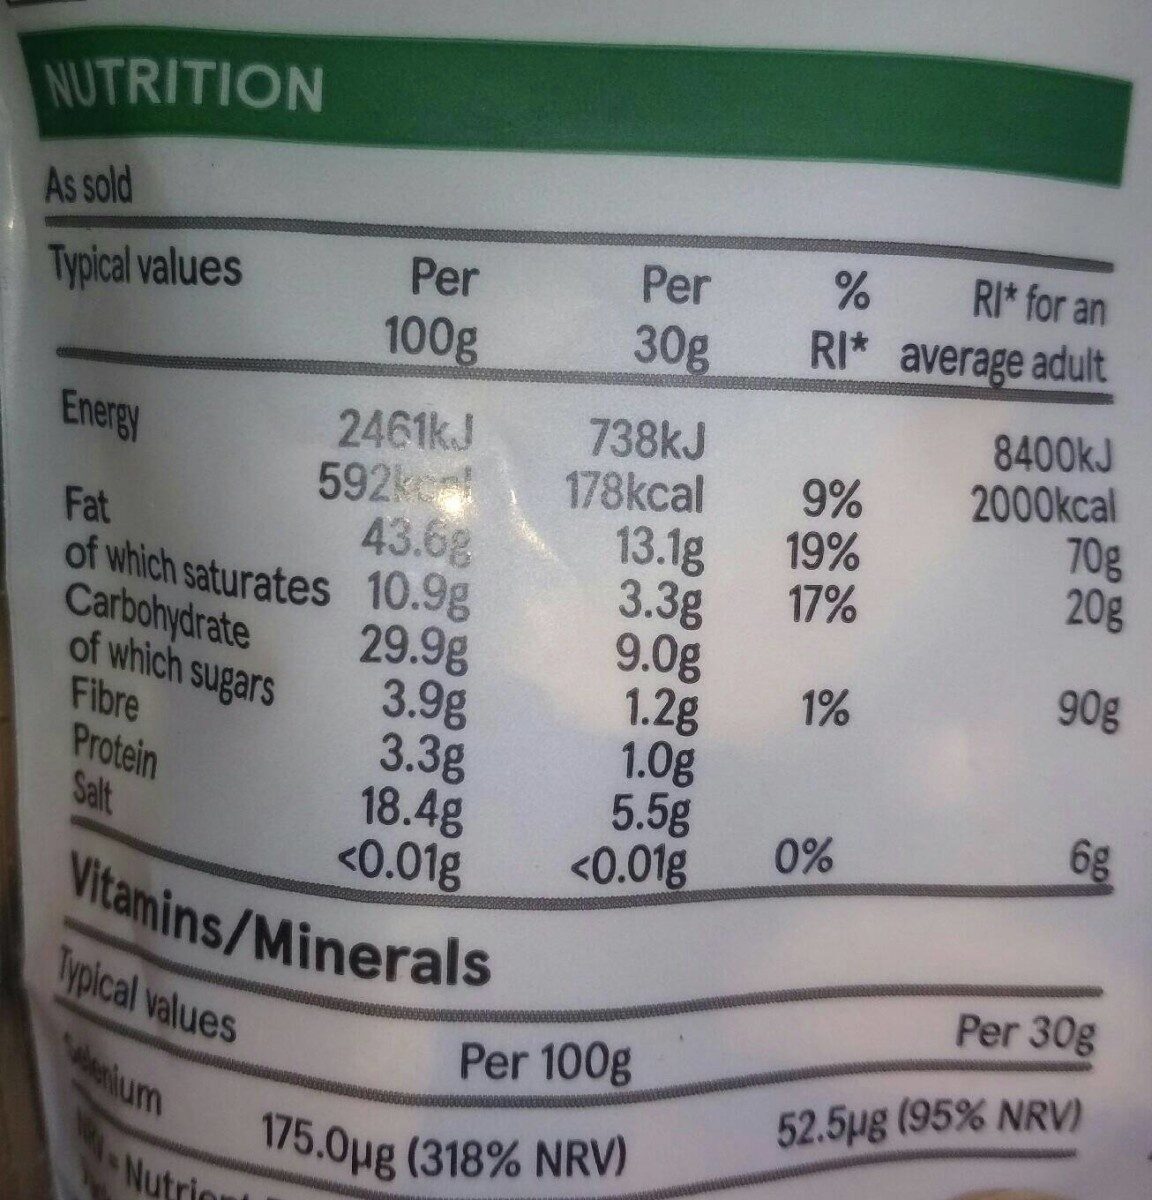 NUTRITION
As sold
Typical values Per 100g Per 30g % RI* RI* for an average adult
Energy 2461kJ 738kJ 8400kJ
592kcal 178kcal 9% 2000kcal
Fat 43.6g 13.1g 19% 70g
of which saturates 10.9g 3.3g 17% 20g
Carbohydrate 29.9g 9.0g
of which sugars 3.9g 1.2g 1% 90g
Fibre 3.3g 1.0g
Protein 18.4g 5.5g
Salt <0.01g <0.01g 0% 6g
Vitamins/Minerals
Typical values Per 100g Per 30g
Selenium 175.0µg (318% NRV) 52.5µg (95% NRV)